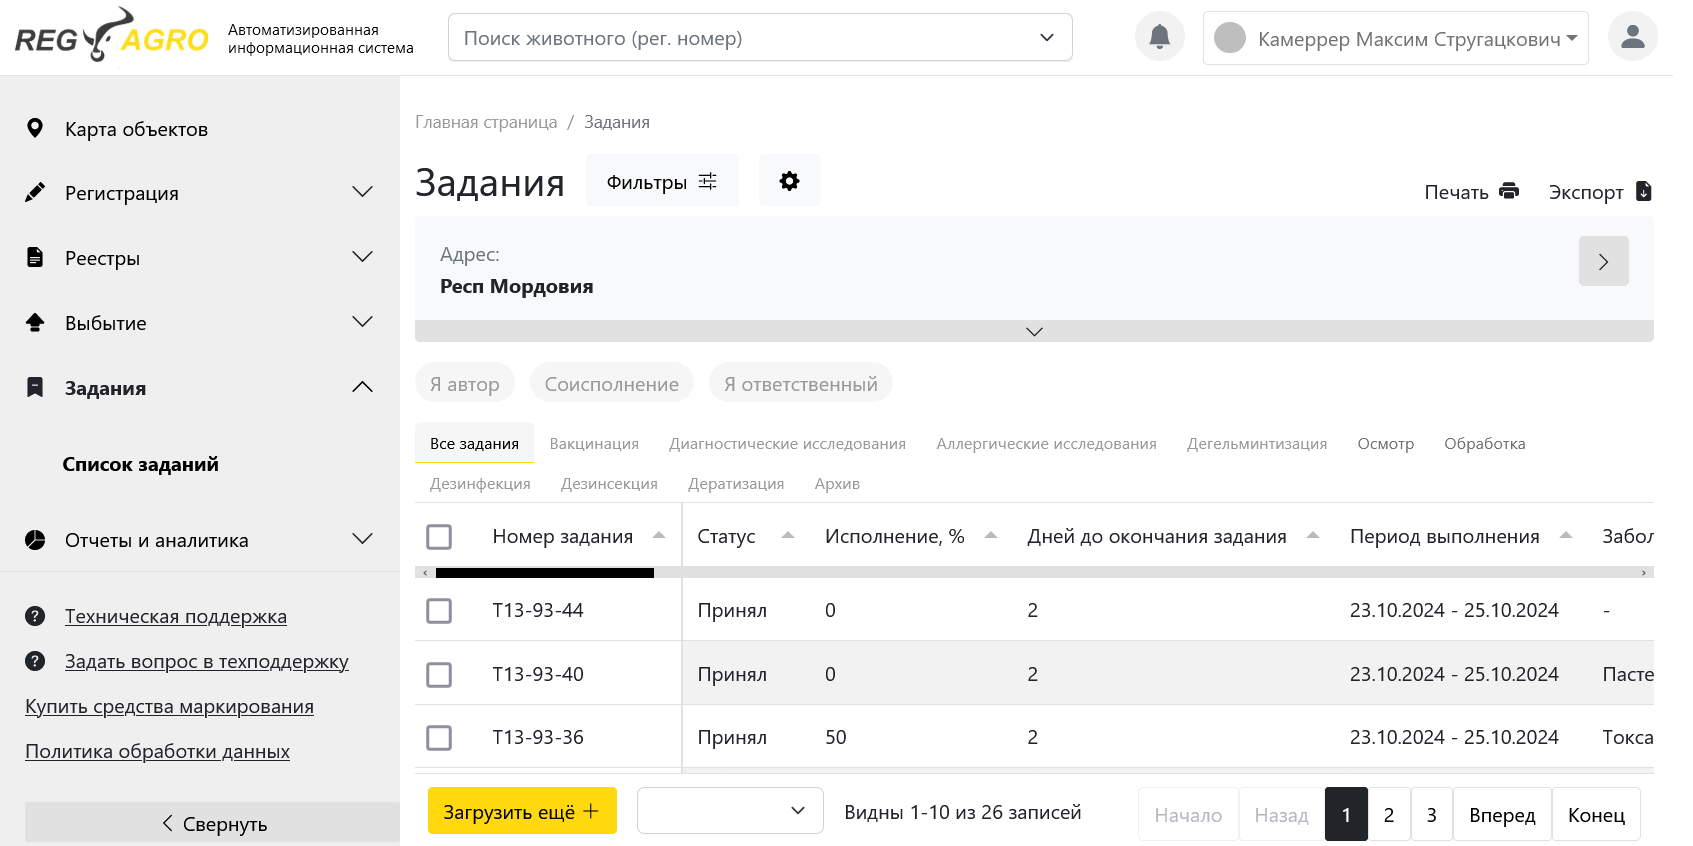 REGAGRO
Автоматизированная
информационная система
Поиск животного (рег. номер)
Камеррер Максим Стругацкович
Карта объектов
Регистрация
Реестры
Выбытие
Задания
Список заданий
Отчеты и аналитика
Техническая поддержка
Задать вопрос в техподдержку
Купить средства маркирования
Политика обработки данных
Свернуть
Главная страница / Задания
Задания Фильтры
Печать Экспорт
Адрес:
Респ Мордовия
Я автор Соисполнение Я ответственный
Все задания Вакцинация Диагностические исследования Аллергические исследования Дегельминтизация Осмотр Обработка
Дезинфекция Дезинсекция Дератизация Архив
Номер задания Статус Исполнение, % Дней до окончания задания Период выполнения Забол
Т13-93-44 Принял 0 2 23.10.2024 - 25.10.2024 -
Т13-93-40 Принял 0 2 23.10.2024 - 25.10.2024 Пасте
Т13-93-36 Принял 50 2 23.10.2024 - 25.10.2024 Токса
Загрузить ещё Видны 1-10 из 26 записей Начало Назад 1 2 3 Вперед Конец